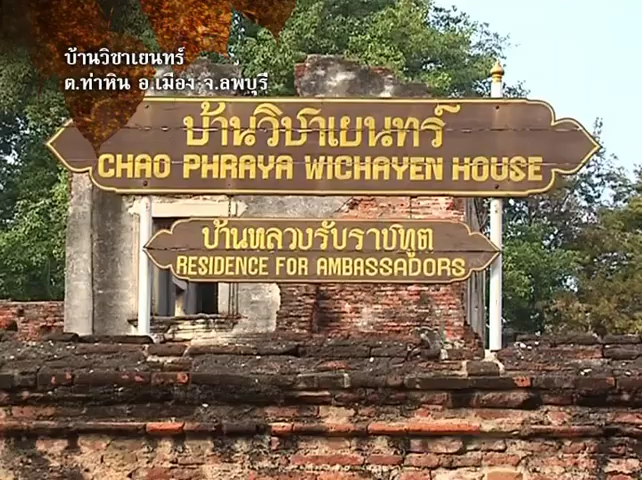 บ้านวิชาเยนทร์
ต.ท่าหิน อ.เมือง จ.ลพบุรี
บ้านวิชาเยนทร์
CHAO PHRAYA WICHAYEN HOUSE
บ้านหลวงรับราชทูต
RESIDENCE FOR AMBASSADORS